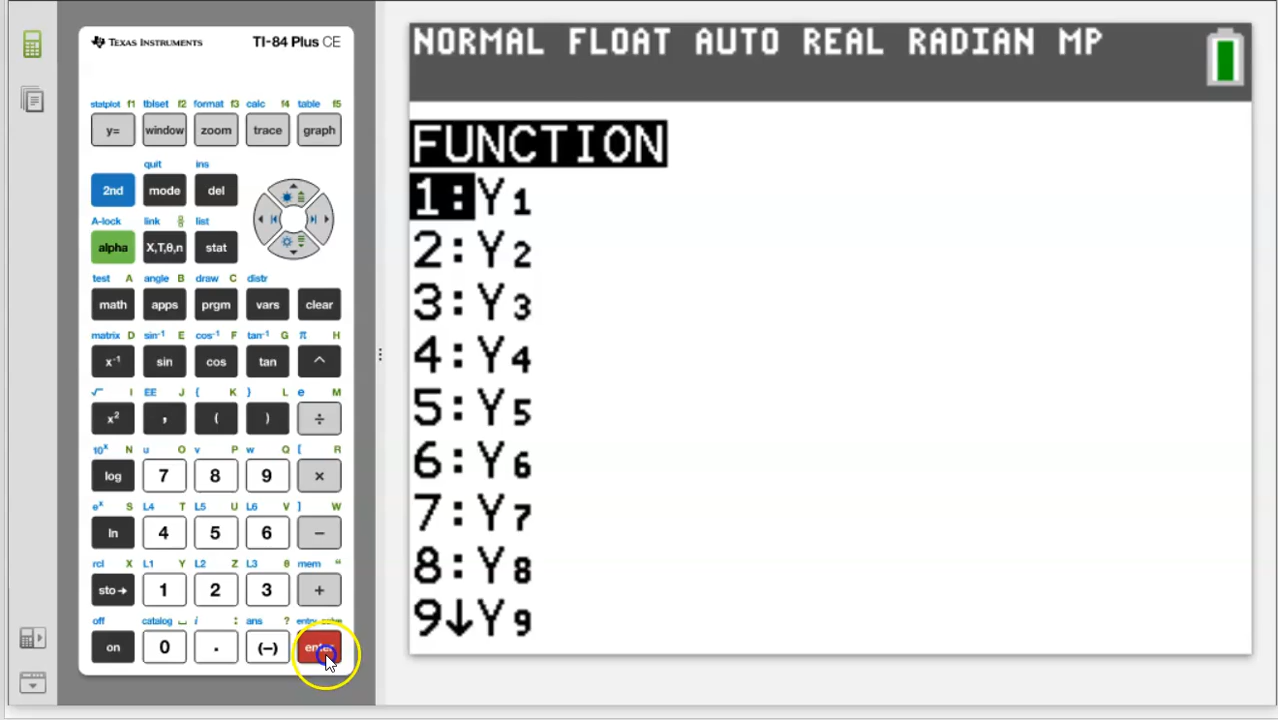 TEXAS INSTRUMENTS TI-84 Plus CE
statplot f1 tblset f2 format f3 calc f4 table f5
y= window zoom trace graph
quit ins
2nd mode del
A-lock link list
alpha X,T,θ,n stat
test A angle B draw C distr
math apps prgm vars clear
matrix D sin⁻¹ E cos⁻¹ F tan⁻¹ G π H
x⁻¹ sin cos tan ^
√ I EE J { K } L e M
x² , ( ) ÷
10ˣ N u O v P w Q [ R
log 7 8 9 ×
eˣ S L4 T L5 U L6 V ] W
ln 4 5 6 −
rcl X L1 Y L2 Z L3 θ mem “
sto→ 1 2 3 +
off catalog ␣ i : ans ? entry solve
on 0 . (−) enter
NORMAL FLOAT AUTO REAL RADIAN MP
FUNCTION
1:Y1
2:Y2
3:Y3
4:Y4
5:Y5
6:Y6
7:Y7
8:Y8
9↓Y9